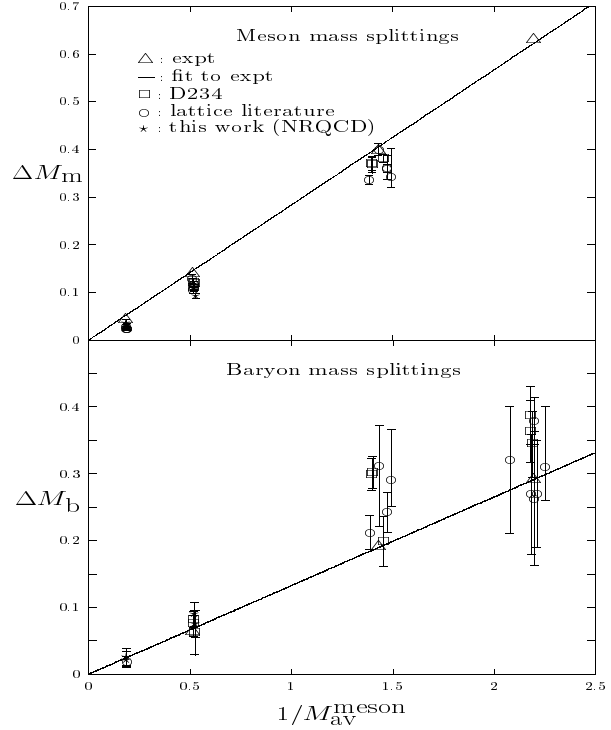 0.7
Meson mass splittings
△ : expt
— : fit to expt
0.6
□ : D234
0.5
○ : lattice literature
⋆ : this work (NRQCD)
0.4
ΔMm
0.3
0.2
0.1
0
Baryon mass splittings
0.4
0.3
ΔMb
0.2
0.1
0
0 0.5 1 1.5 2 2.5
1/M_av^meson